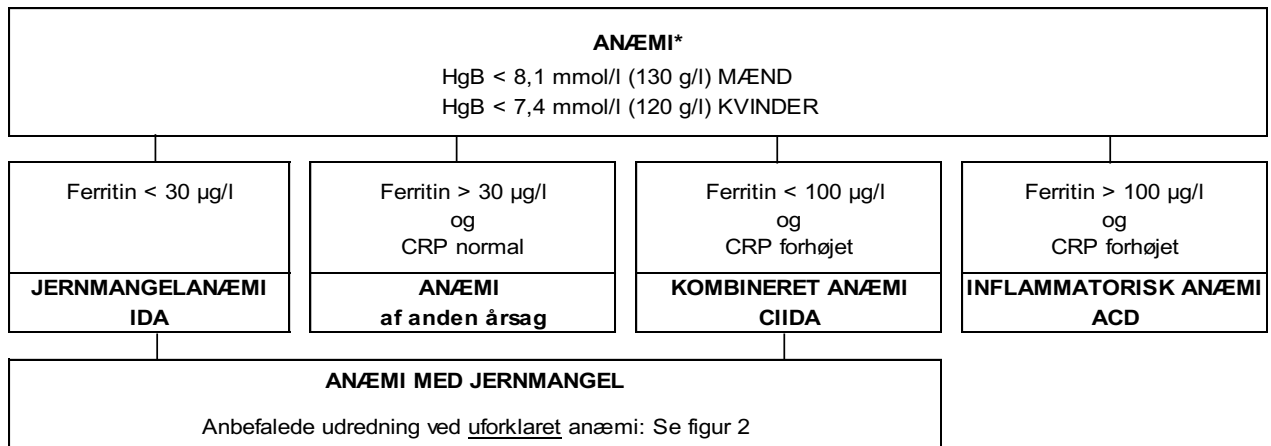 ANÆMI*
HgB < 8,1 mmol/l (130 g/l) MÆND
HgB < 7,4 mmol/l (120 g/l) KVINDER
Ferritin < 30 µg/l
JERNMANGELANÆMI
IDA
Ferritin > 30 µg/l
og
CRP normal
ANÆMI
af anden årsag
Ferritin < 100 µg/l
og
CRP forhøjet
KOMBINERET ANÆMI
CIIDA
Ferritin > 100 µg/l
og
CRP forhøjet
INFLAMMATORISK ANÆMI
ACD
ANÆMI MED JERNMANGEL
Anbefalede udredning ved uforklaret anæmi: Se figur 2